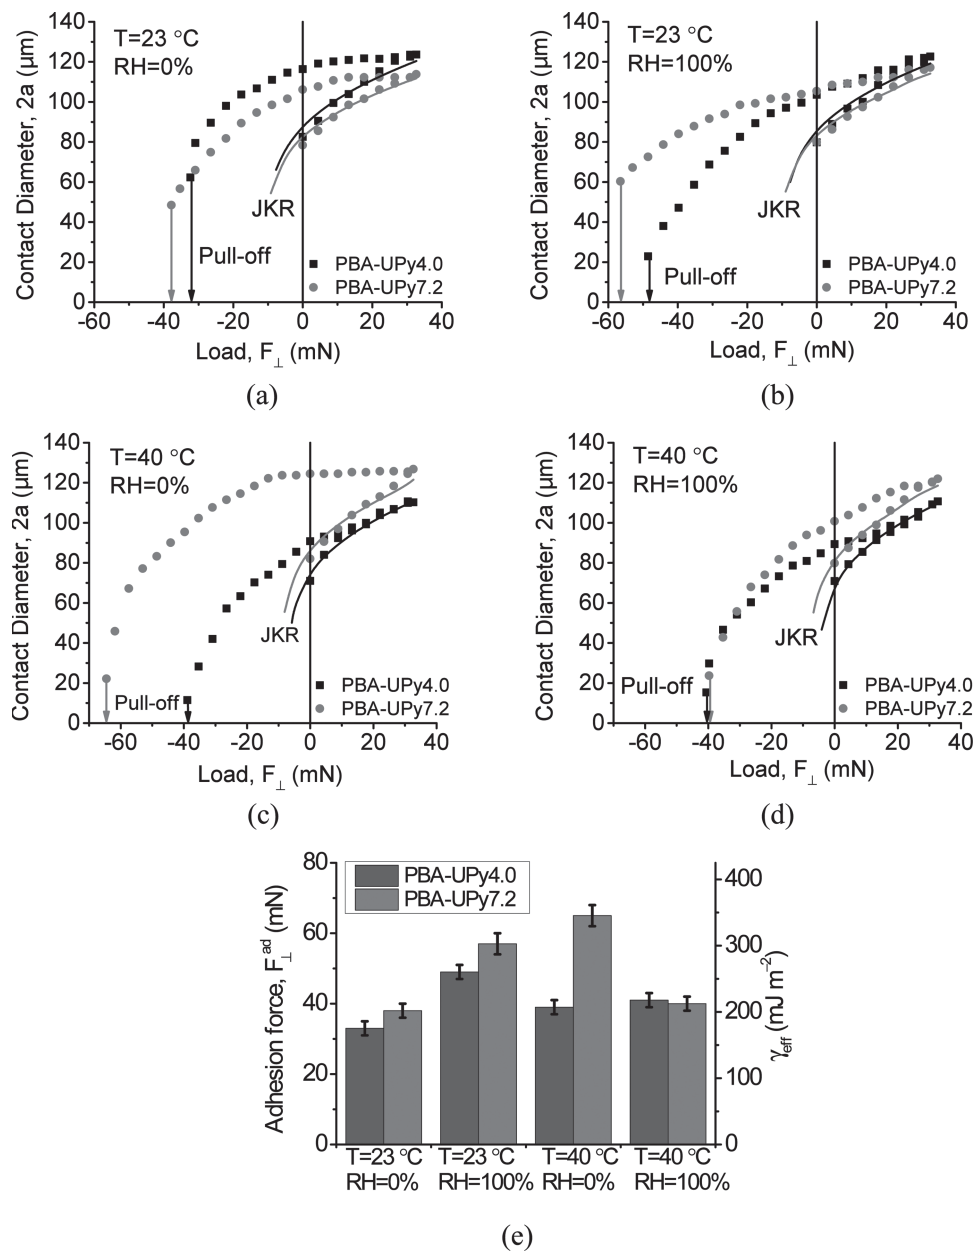 T=23 °C
RH=0%
Contact Diameter, 2a (μm)
140
120
100
80
60
40
20
0
JKR
Pull-off
PBA-UPy4.0
PBA-UPy7.2
-60 -40 -20 0 20 40
Load, F⊥ (mN)
(a)
T=23 °C
RH=100%
Contact Diameter, 2a (μm)
140
120
100
80
60
40
20
0
JKR
Pull-off
PBA-UPy4.0
PBA-UPy7.2
-60 -40 -20 0 20 40
Load, F⊥ (mN)
(b)
T=40 °C
RH=0%
Contact Diameter, 2a (μm)
140
120
100
80
60
40
20
0
JKR
Pull-off
PBA-UPy4.0
PBA-UPy7.2
-60 -40 -20 0 20 40
Load, F⊥ (mN)
(c)
T=40 °C
RH=100%
Contact Diameter, 2a (μm)
140
120
100
80
60
40
20
0
JKR
Pull-off
PBA-UPy4.0
PBA-UPy7.2
-60 -40 -20 0 20 40
Load, F⊥ (mN)
(d)
PBA-UPy4.0
PBA-UPy7.2
Adhesion force, F⊥ad (mN)
80
60
40
20
0
400
300
200
100
0
γeff (mJ m−2)
T=23 °C T=23 °C T=40 °C T=40 °C
RH=0% RH=100% RH=0% RH=100%
(e)